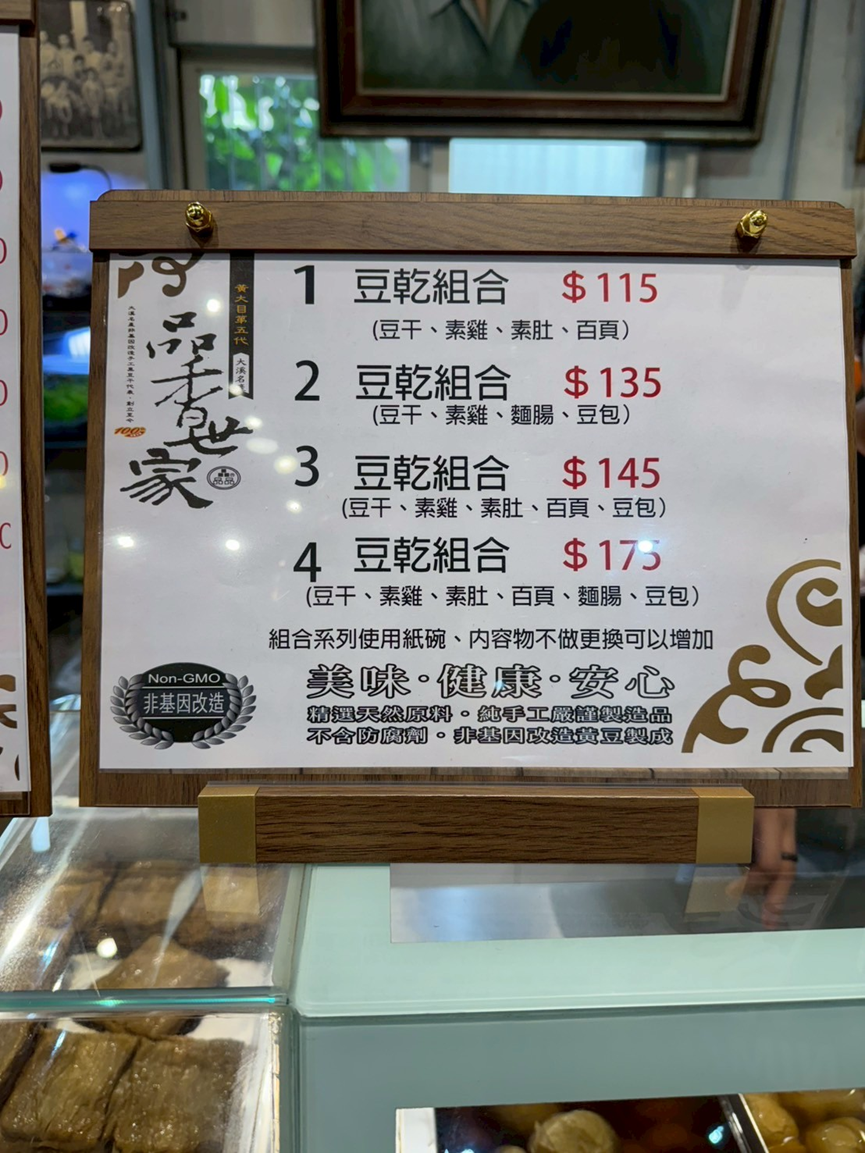 1 豆乾組合 $115
(豆干、素雞、素肚、百頁)
2 豆乾組合 $135
(豆干、素雞、麵腸、豆包)
3 豆乾組合 $145
(豆干、素雞、素肚、百頁、豆包)
4 豆乾組合 $175
(豆干、素雞、素肚、百頁、麵腸、豆包)
組合系列使用紙碗、内容物不做更換可以增加
美味·健康·安心
精選天然原料·純手工嚴謹製造品
不含防腐劑·非基因改造黃豆製成
Non-GMO
非基因改造
黃大目第五代
大溪名
品香世家